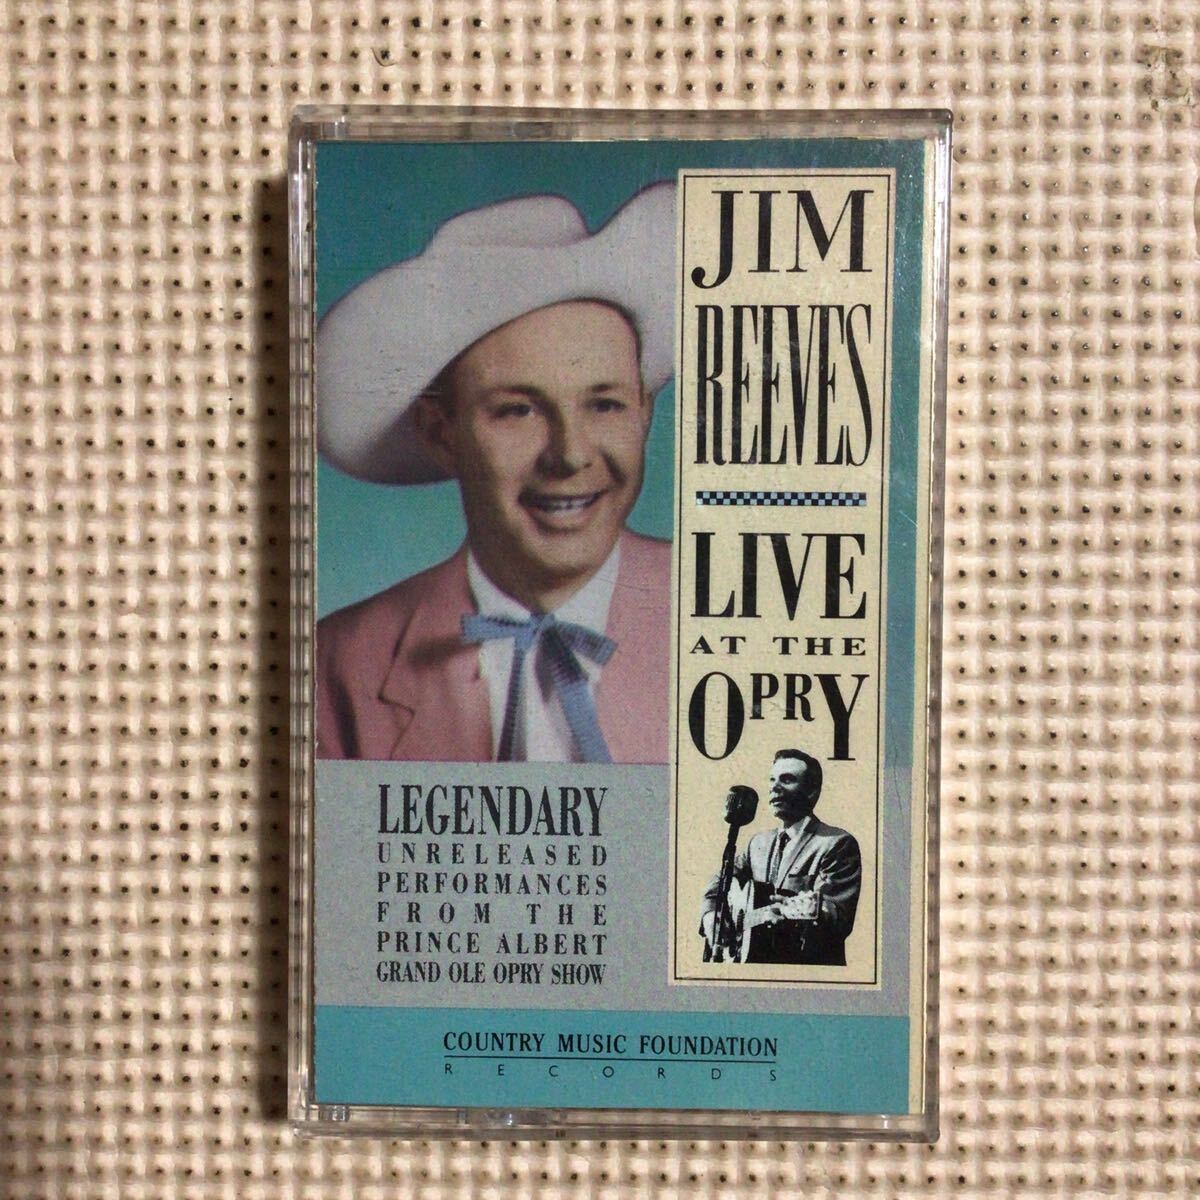 JIM
REEVES
LIVE
AT THE
OPRY
LEGENDARY
UNRELEASED
PERFORMANCES
FROM THE
PRINCE ALBERT
GRAND OLE OPRY SHOW
COUNTRY MUSIC FOUNDATION
RECORDS